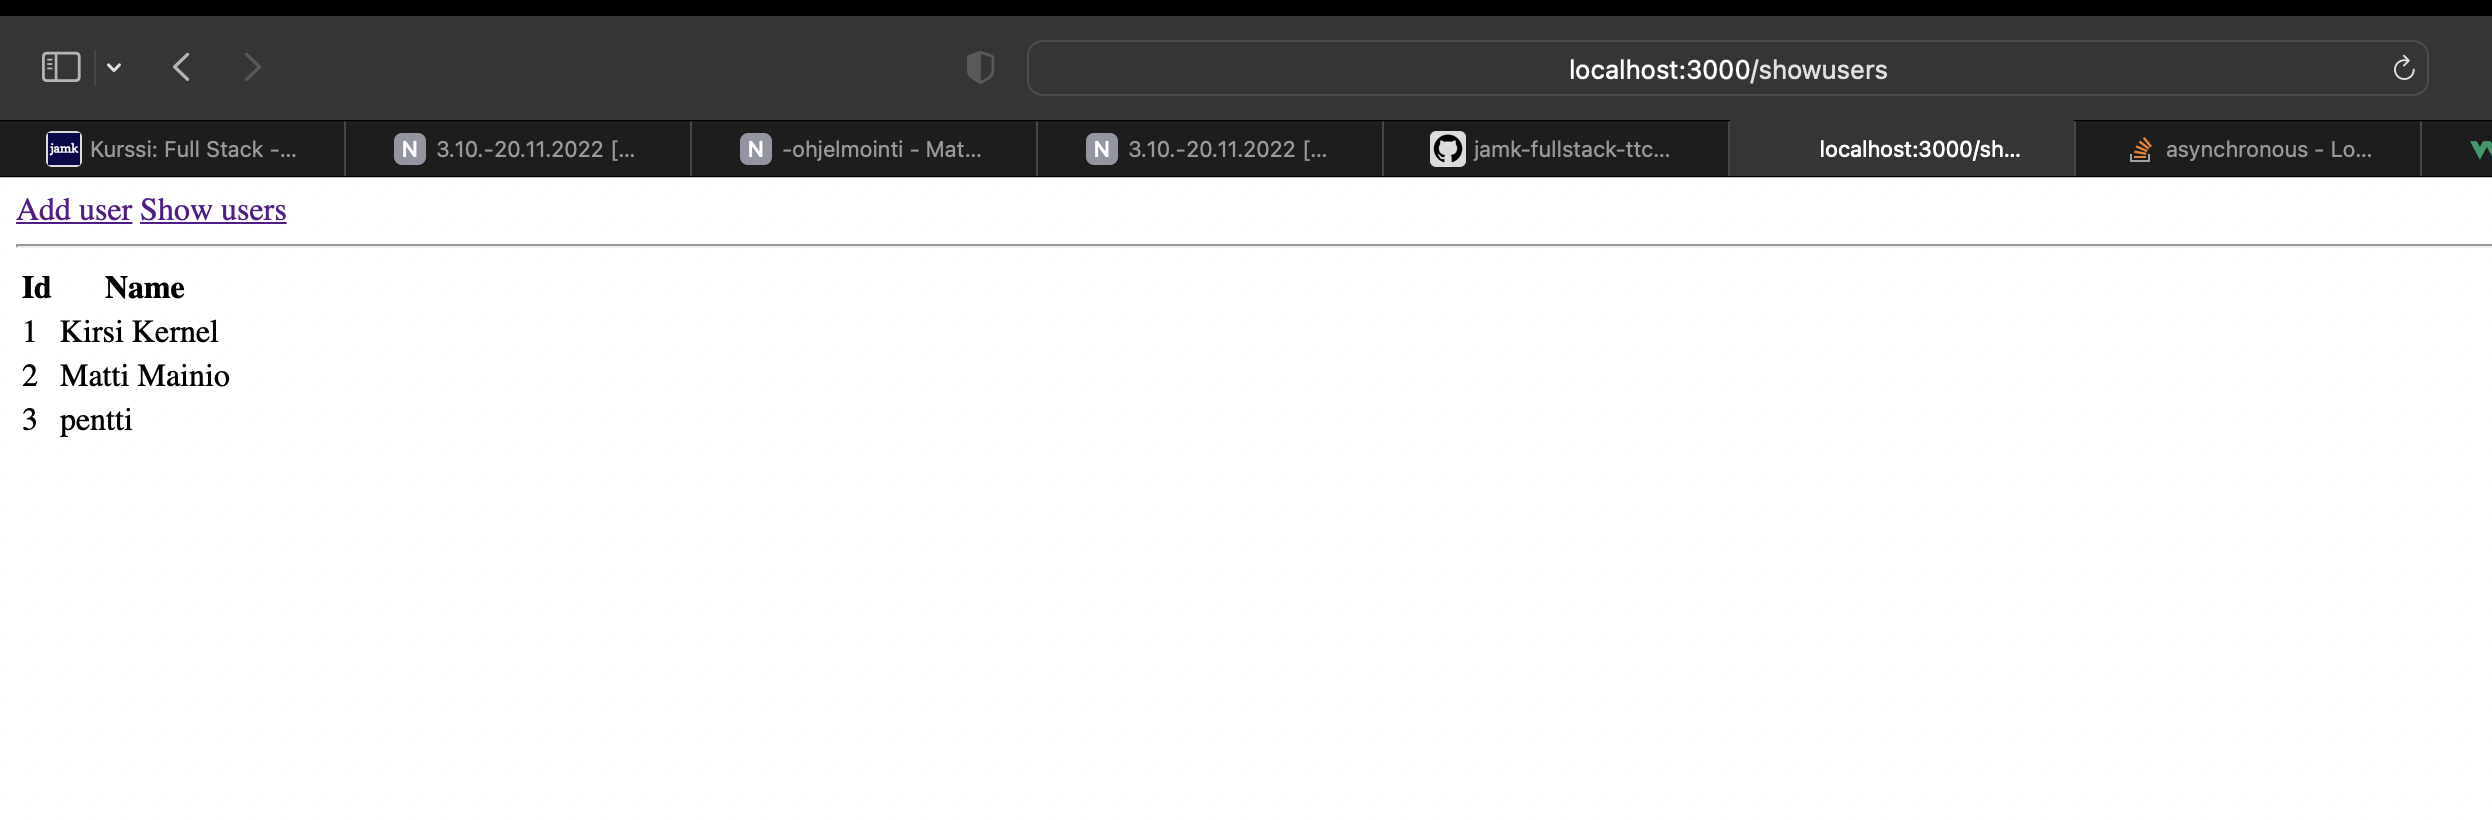 localhost:3000/showusers
jamk Kurssi: Full Stack -... N 3.10.-20.11.2022 [... N -ohjelmointi - Mat... N 3.10.-20.11.2022 [... jamk-fullstack-ttc... localhost:3000/sh... asynchronous - Lo...
Add user Show users
Id Name
1 Kirsi Kernel
2 Matti Mainio
3 pentti